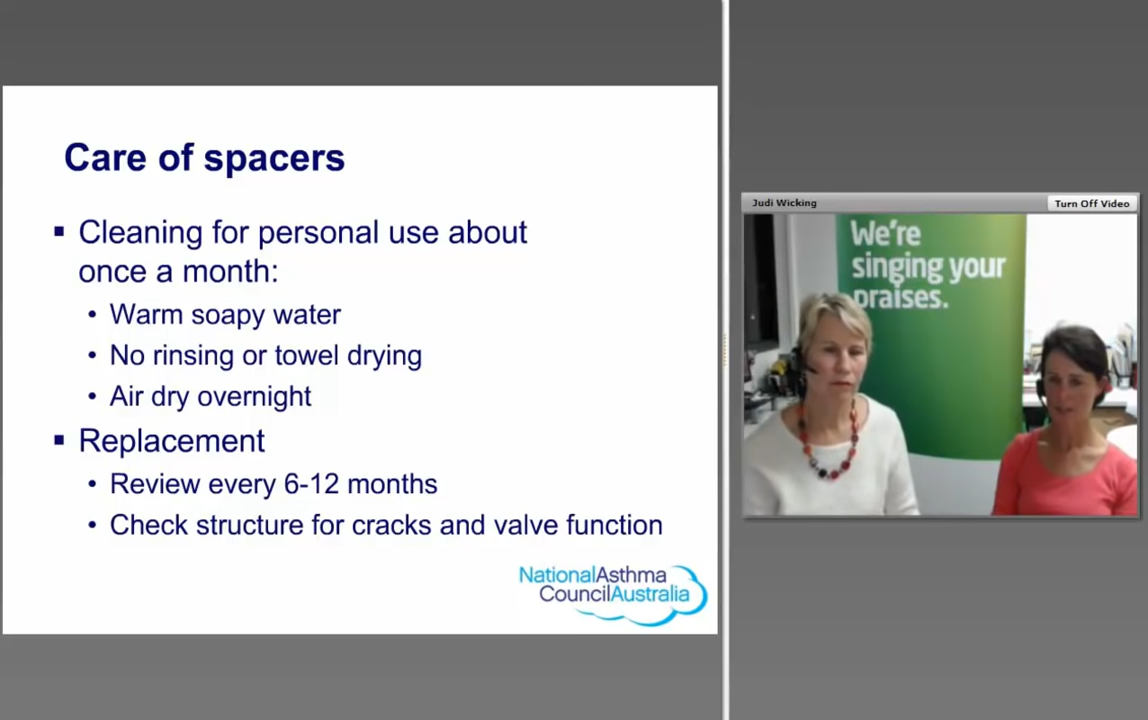 Care of spacers
▪ Cleaning for personal use about
once a month:
• Warm soapy water
• No rinsing or towel drying
• Air dry overnight
▪ Replacement
• Review every 6-12 months
• Check structure for cracks and valve function
NationalAsthma
CouncilAustralia
Judi Wicking
Turn Off Video
We're
singing your
praises.